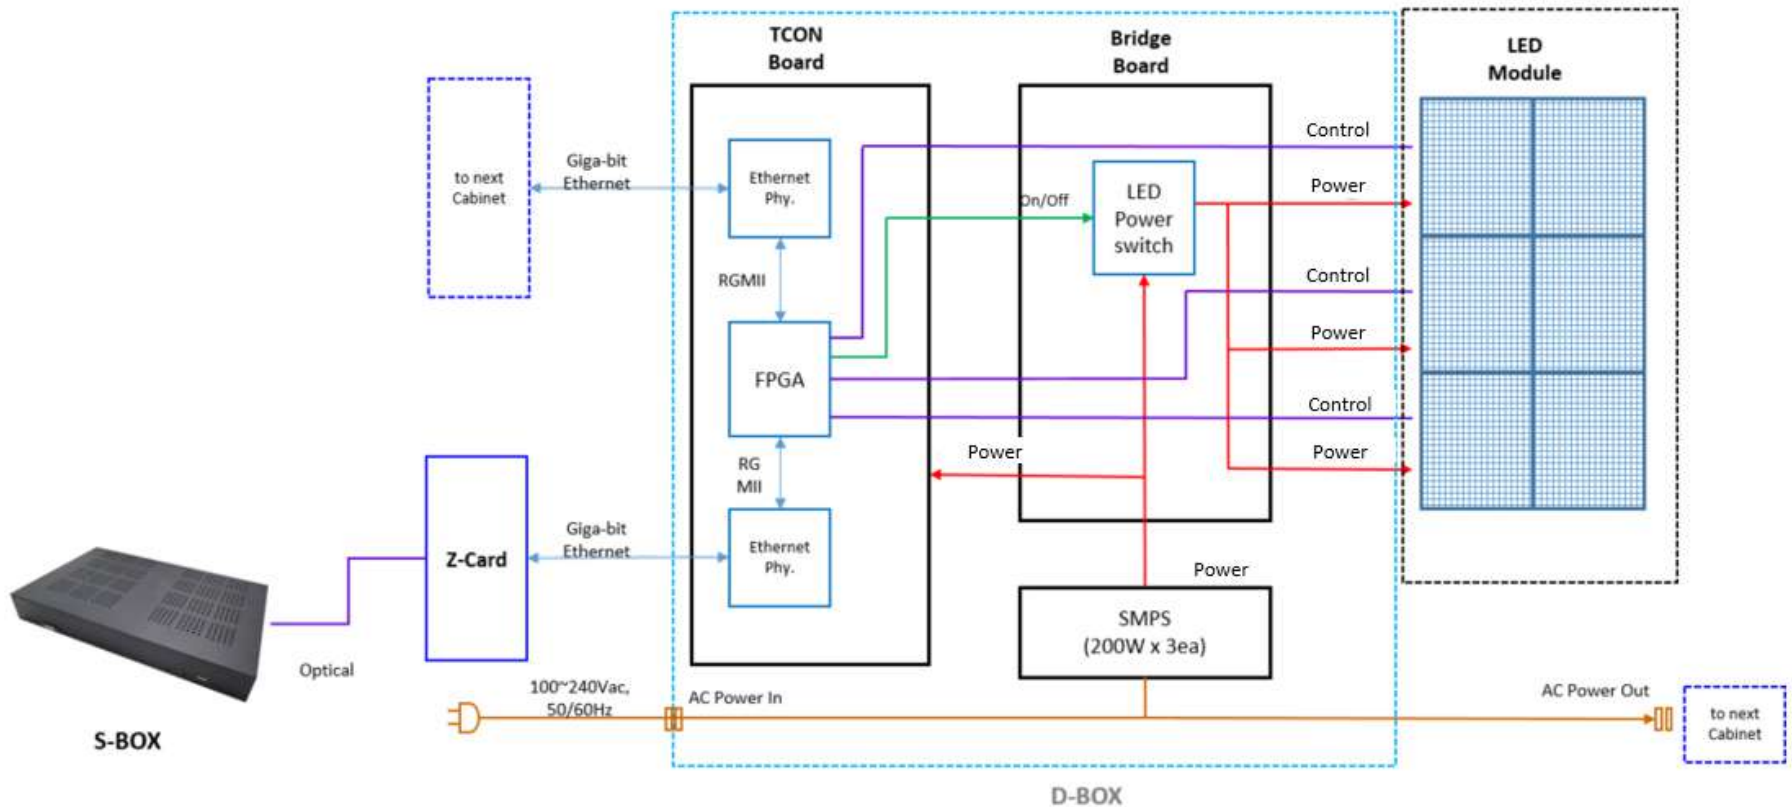 TCON
Board
Bridge
Board
LED
Module
to next
Cabinet
Giga-bit
Ethernet
Ethernet
Phy.
RGMII
FPGA
RG
MII
Ethernet
Phy.
On/Off
LED
Power
switch
Control
Power
Control
Power
Control
Power
Power
Giga-bit
Ethernet
Z-Card
Optical
S-BOX
Power
SMPS
(200W x 3ea)
100~240Vac,
50/60Hz
AC Power In
AC Power Out
to next
Cabinet
D-BOX